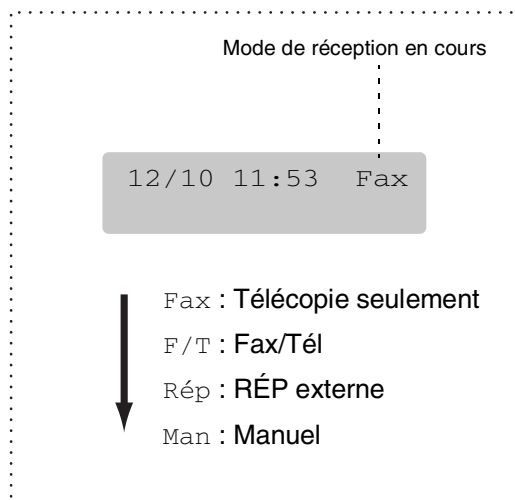 Mode de réception en cours
12/10 11:53 Fax
Fax : Télécopie seulement
F/T : Fax/Tél
Rép : RÉP externe
Man : Manuel